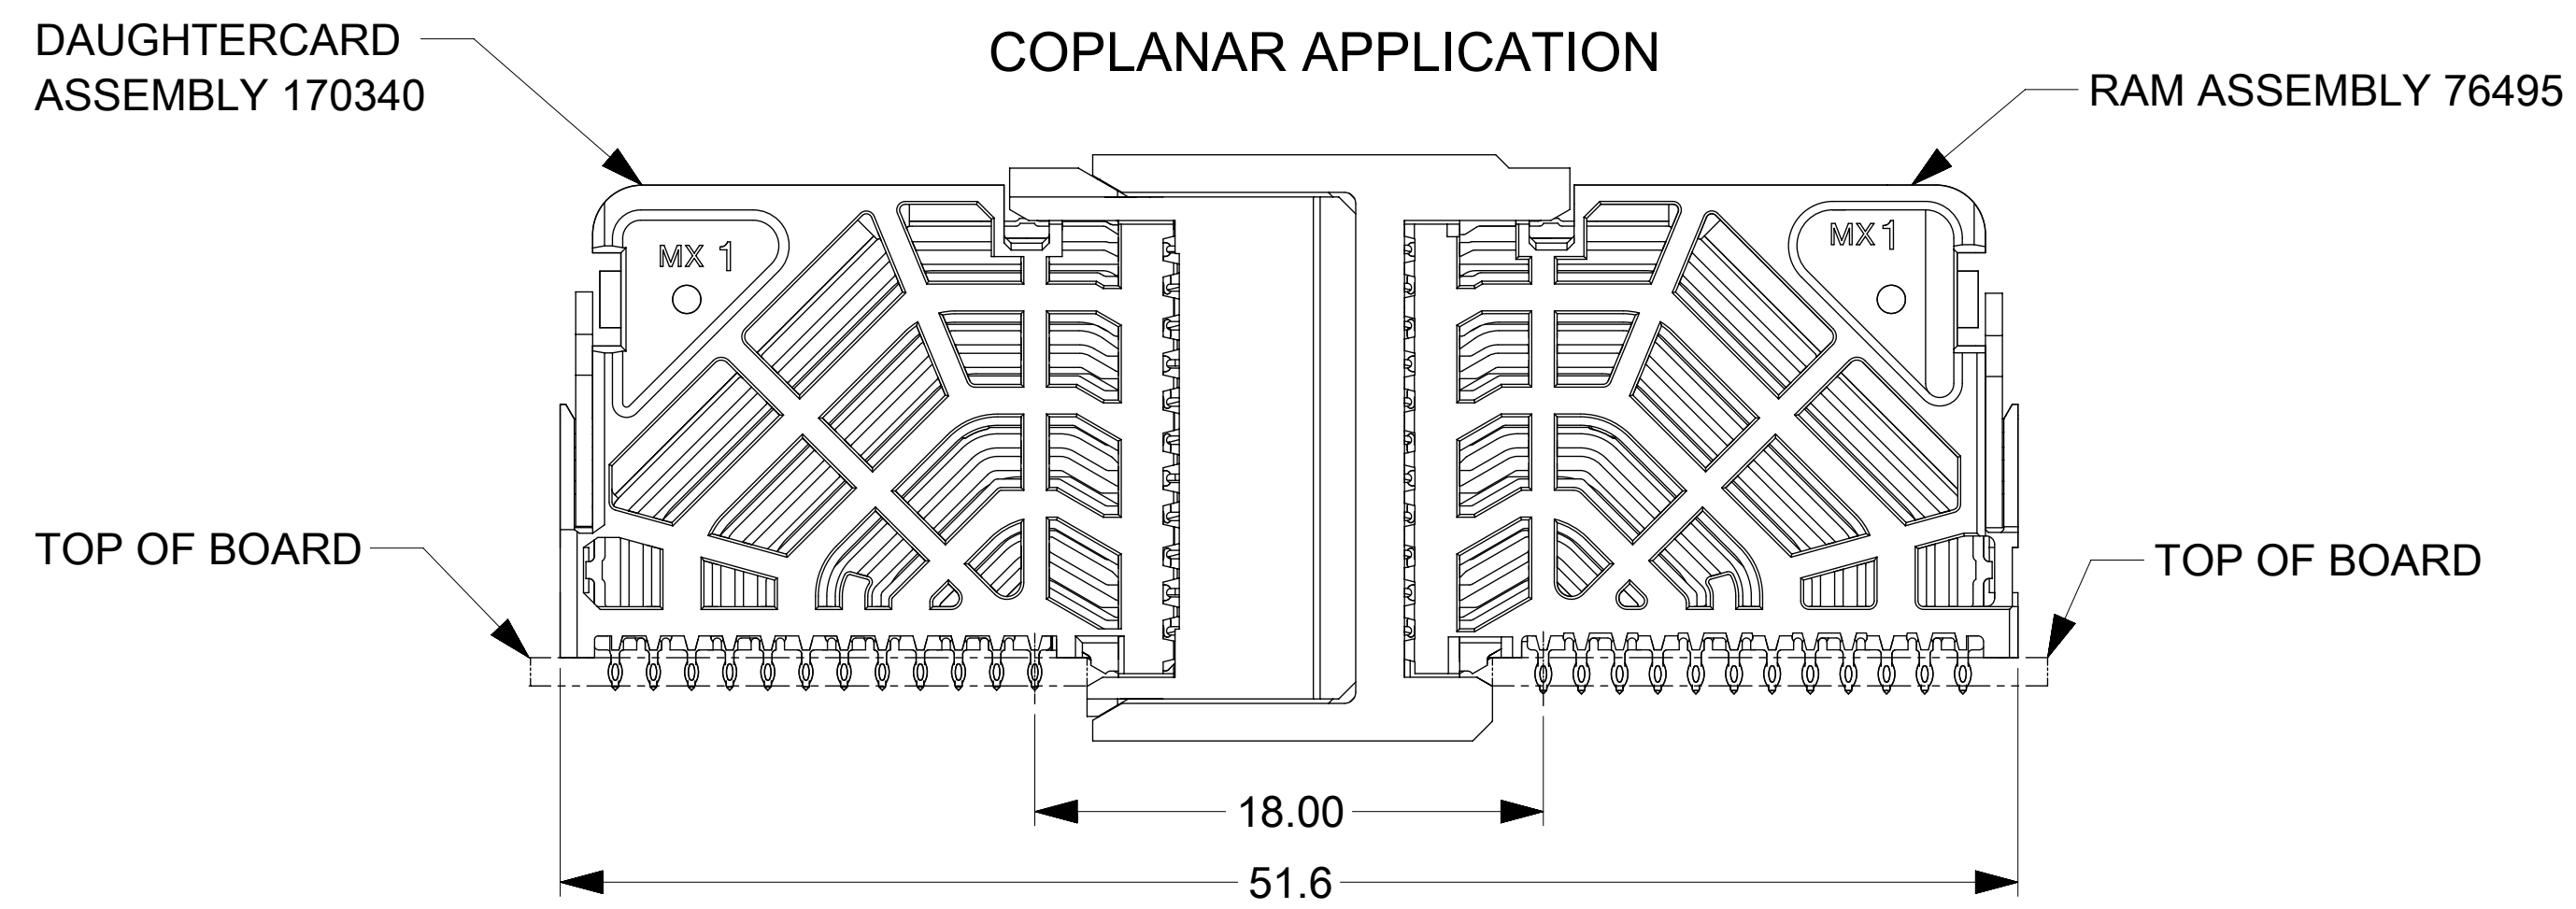 COPLANAR APPLICATION
DAUGHTERCARD
ASSEMBLY 170340
RAM ASSEMBLY 76495
MX 1
MX 1
TOP OF BOARD
TOP OF BOARD
18.00
51.6